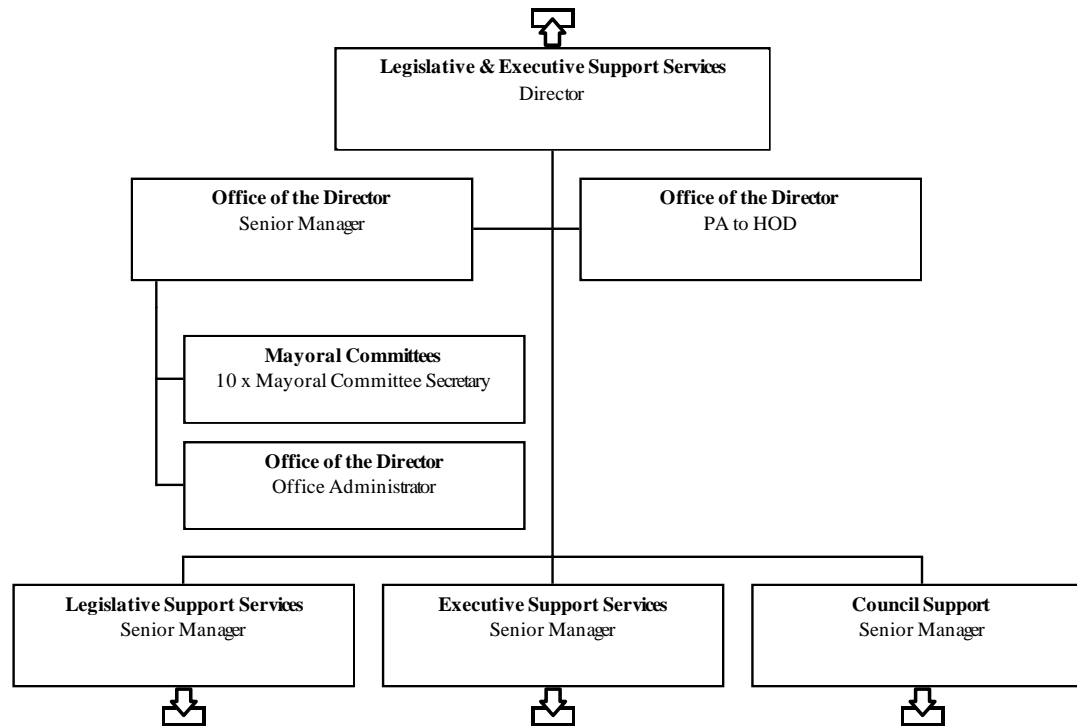 Legislative & Executive Support Services
Director
Office of the Director
Senior Manager
Office of the Director
PA to HOD
Mayoral Committees
10 x Mayoral Committee Secretary
Office of the Director
Office Administrator
Legislative Support Services
Senior Manager
Executive Support Services
Senior Manager
Council Support
Senior Manager